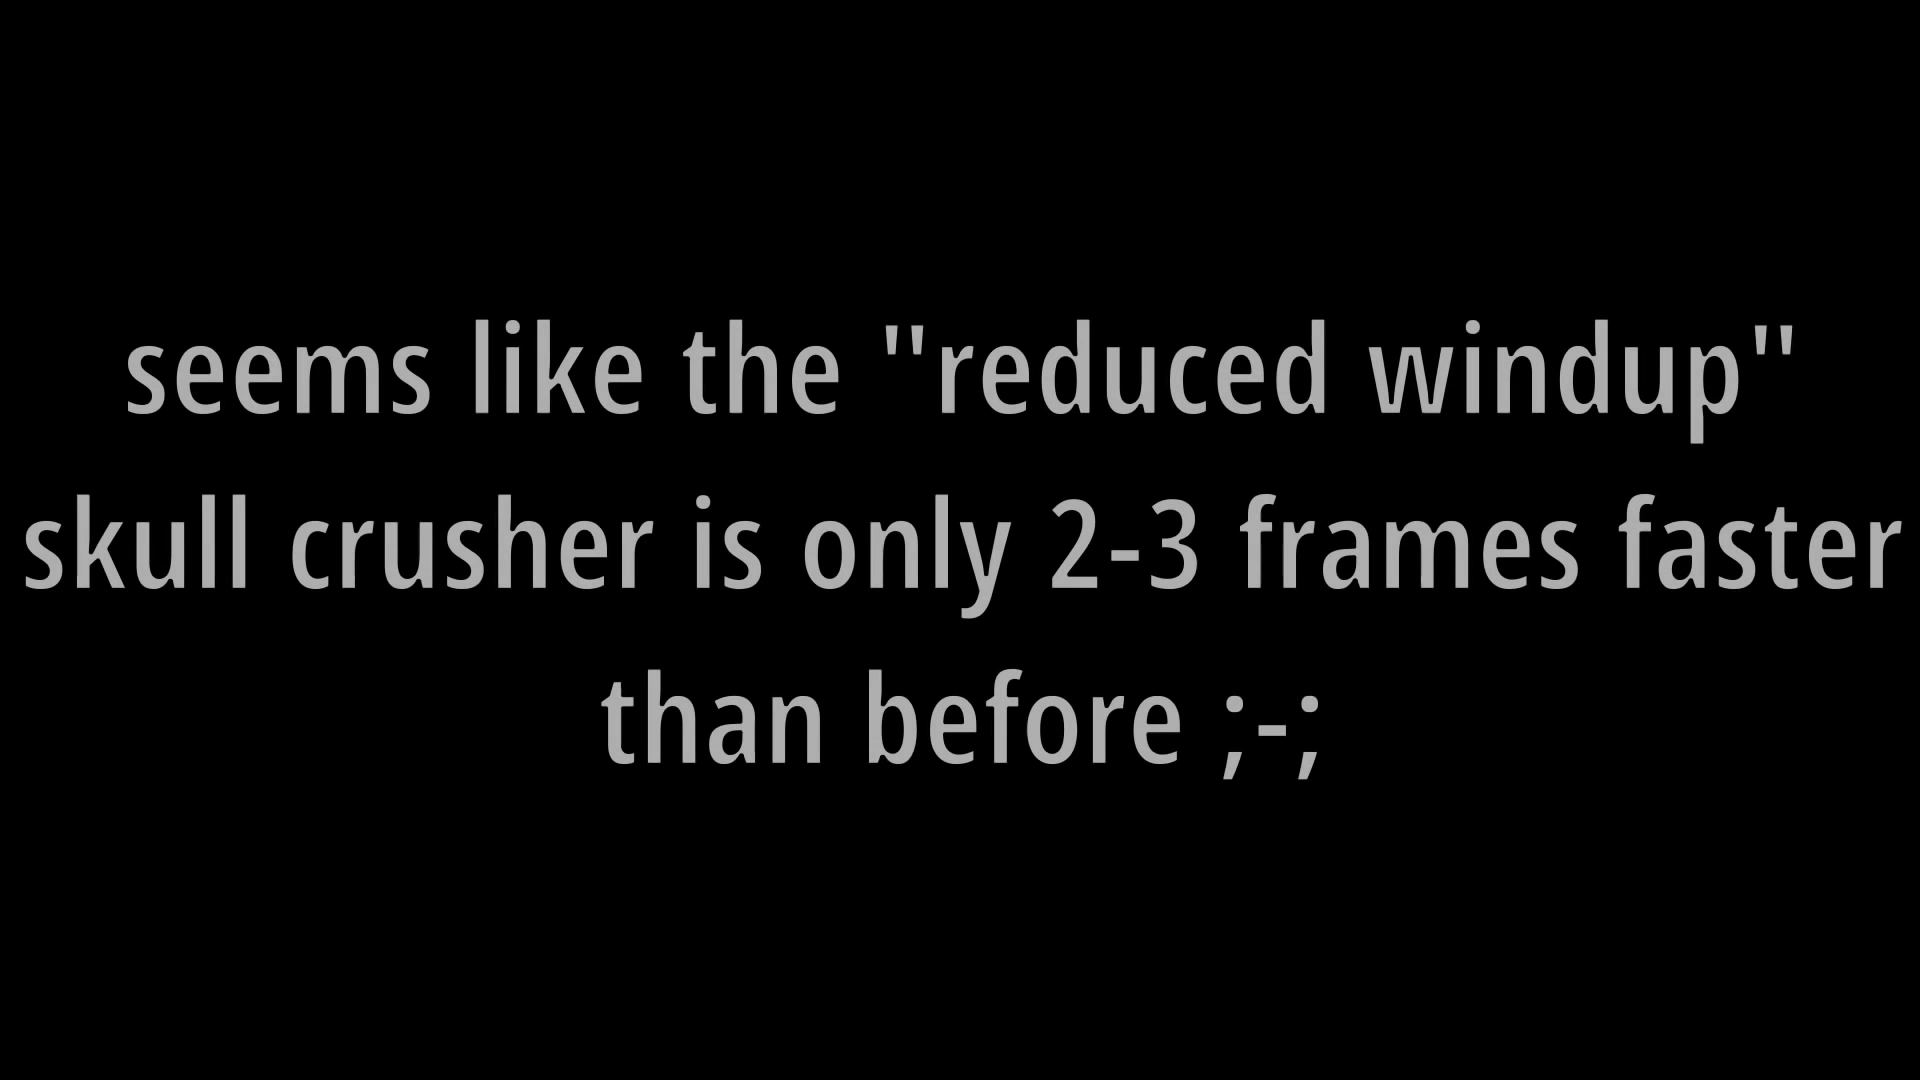 seems like the "reduced windup"
skull crusher is only 2-3 frames faster
than before ;-;